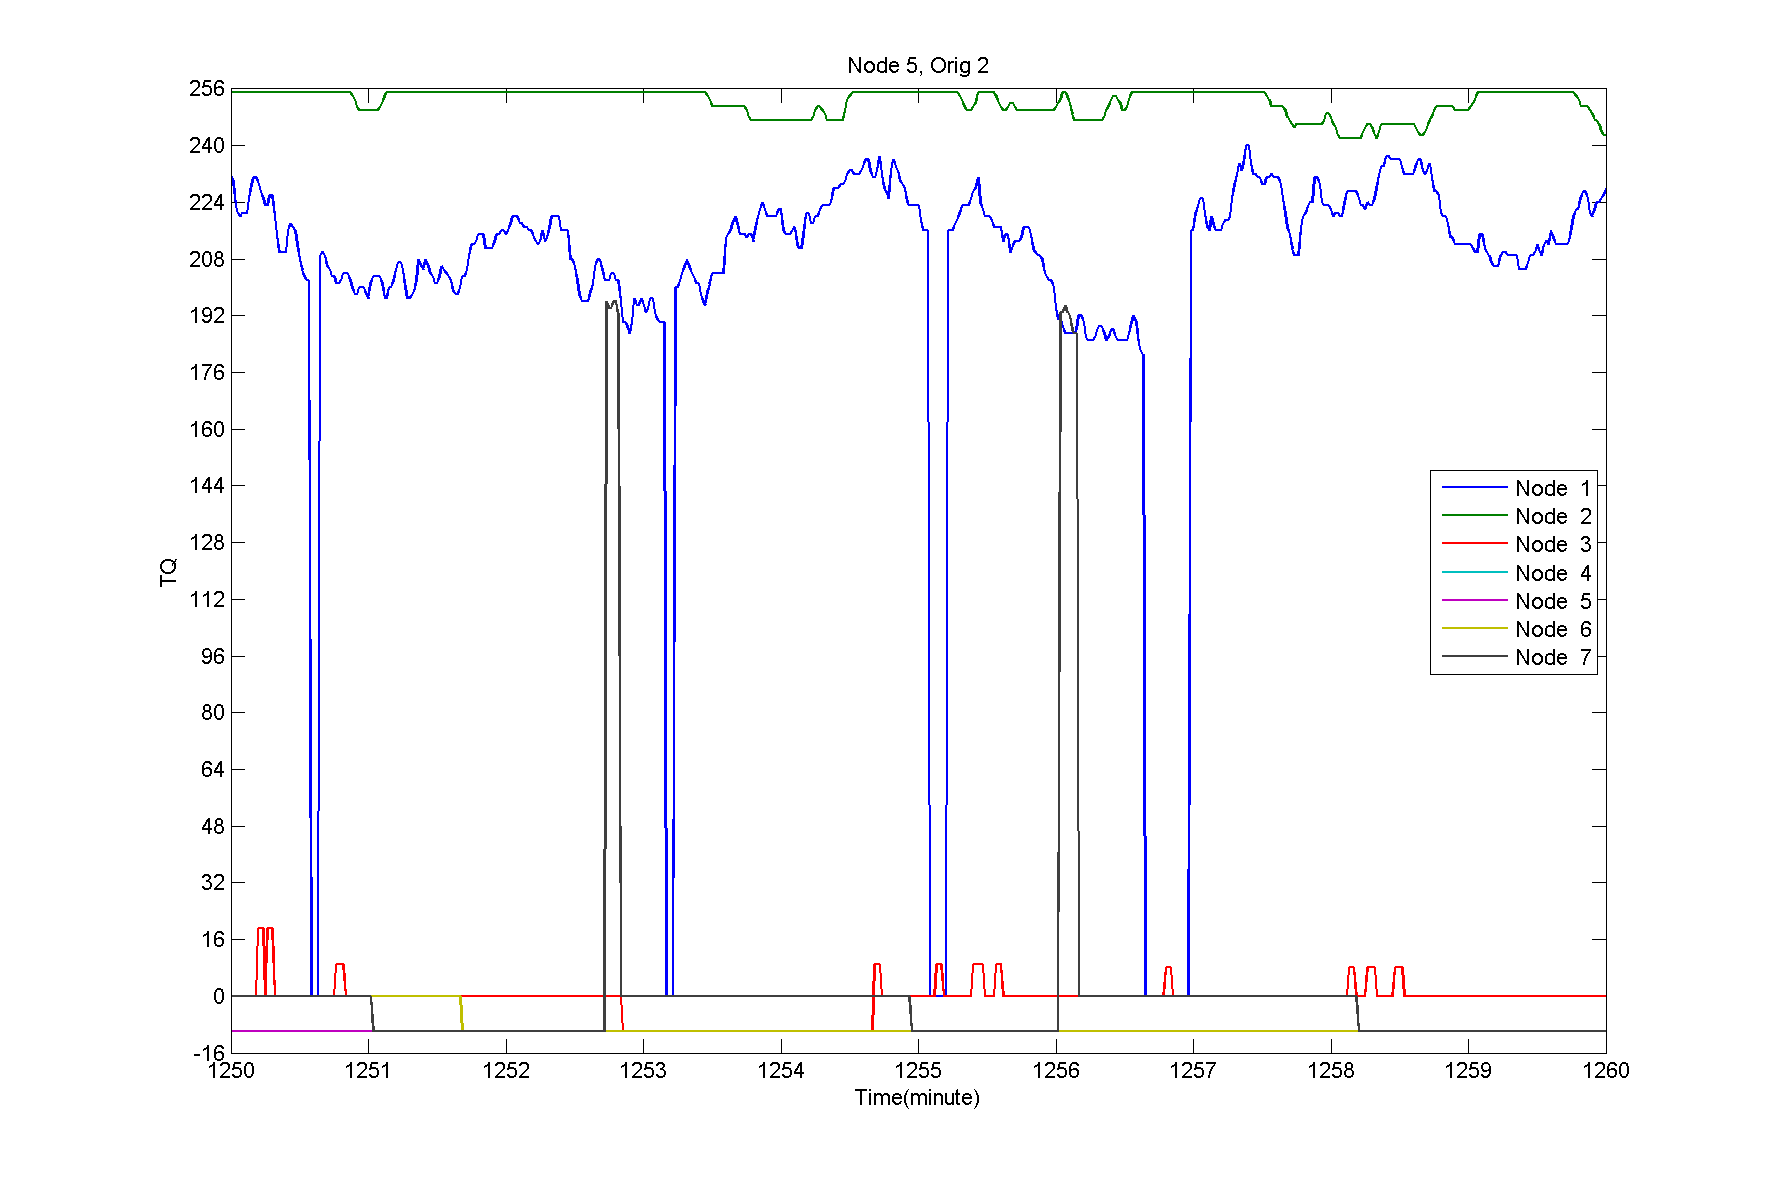 Node 5, Orig 2
256
240
224
208
192
176
160
144
128
112
96
80
64
48
32
16
0
-16
TQ
Node 1
Node 2
Node 3
Node 4
Node 5
Node 6
Node 7
1250 1251 1252 1253 1254 1255 1256 1257 1258 1259 1260
Time(minute)